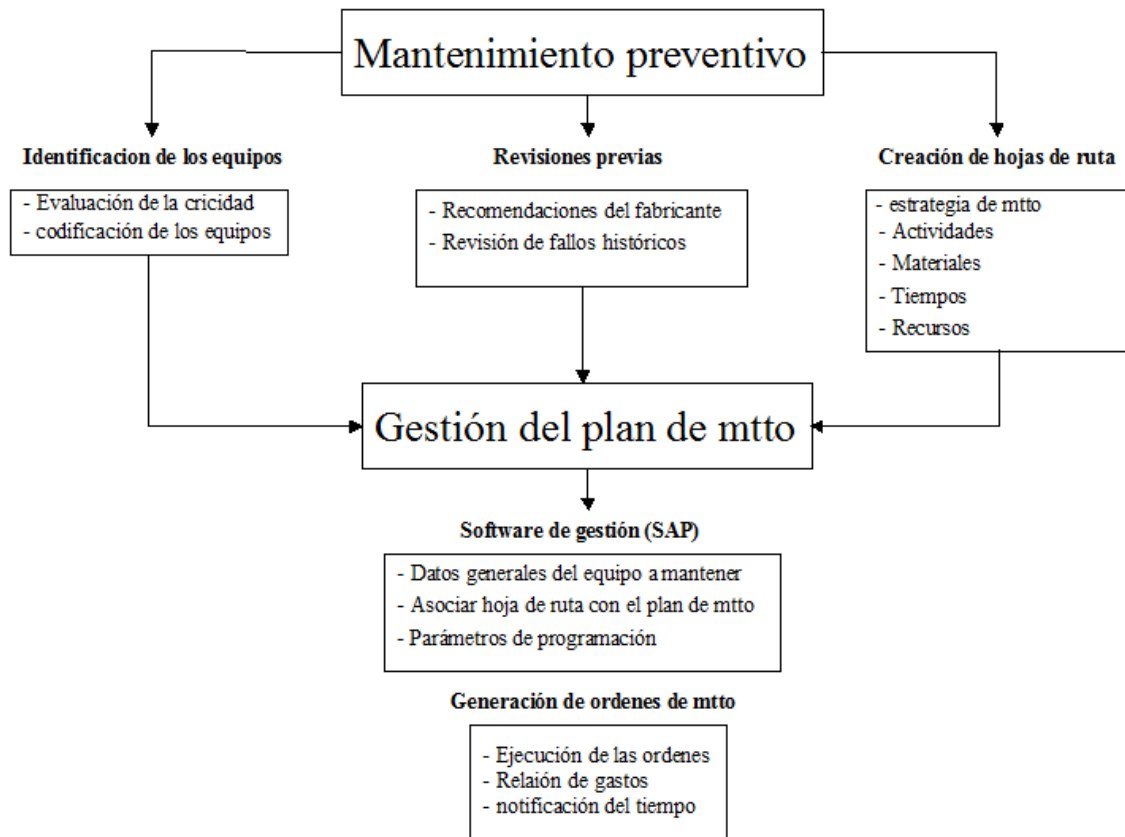 Mantenimiento preventivo
Identificacion de los equipos
- Evaluación de la cricidad
- codificación de los equipos
Revisiones previas
- Recomendaciones del fabricante
- Revisión de fallos históricos
Creación de hojas de ruta
- estrategia de mtto
- Actividades
- Materiales
- Tiempos
- Recursos
Gestión del plan de mtto
Software de gestión (SAP)
- Datos generales del equipo a mantener
- Asociar hoja de ruta con el plan de mtto
- Parámetros de programación
Generación de ordenes de mtto
- Ejecución de las ordenes
- Relaión de gastos
- notificación del tiempo